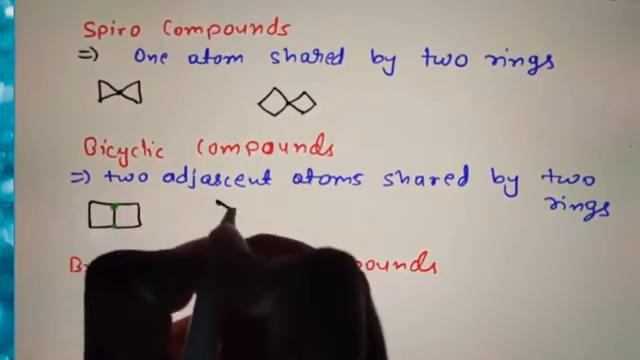 Spiro Compounds
=) One atom shared by two rings
Bicyclic Compounds
=) two adjascent atoms shared by two
rings